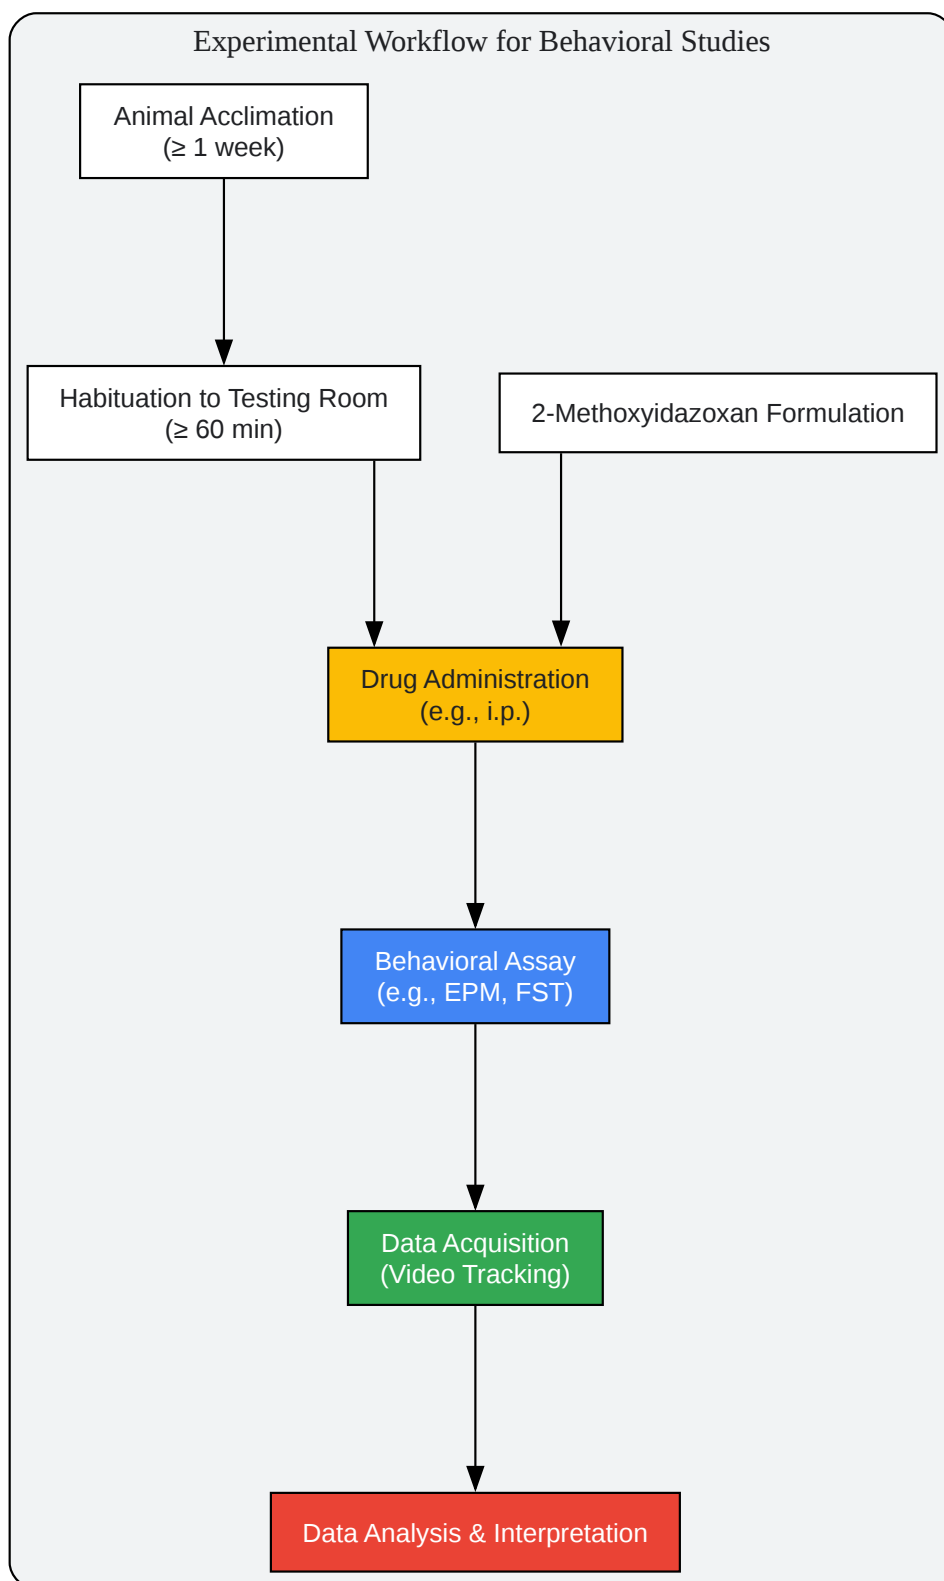 Experimental Workflow for Behavioral Studies
Animal Acclimation
(≥ 1 week)
Habituation to Testing Room
(≥ 60 min)
2-Methoxyidazoxan Formulation
Drug Administration
(e.g., i.p.)
Behavioral Assay
(e.g., EPM, FST)
Data Acquisition
(Video Tracking)
Data Analysis & Interpretation